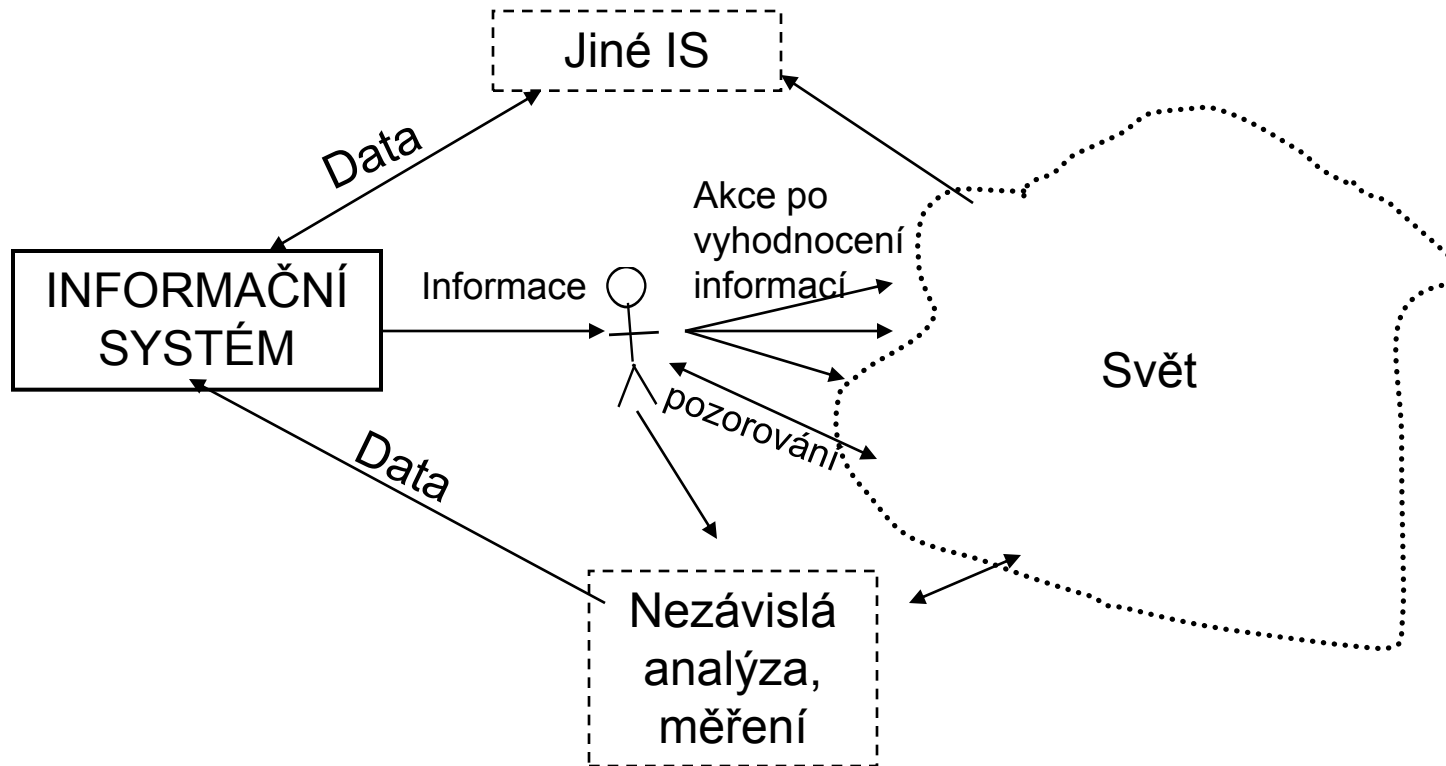 Jiné IS
Data
Akce po
vyhodnocení
informací
INFORMAČNÍ
SYSTÉM
Informace
Svět
pozorování
Data
Nezávislá
analýza,
měření